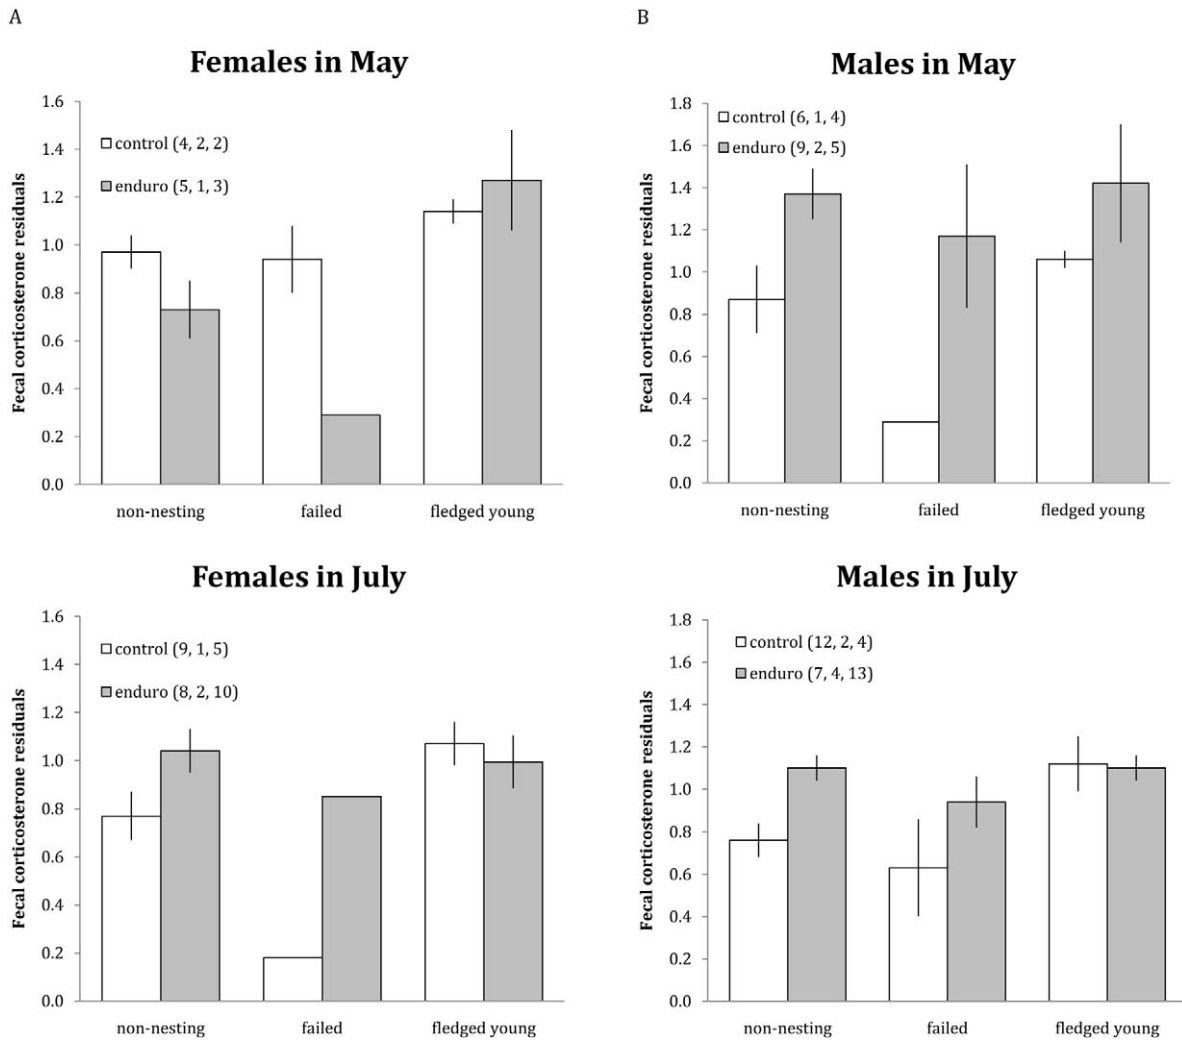 A
Females in May
Fecal corticosterone residuals
1.6
1.4
1.2
1.0
0.8
0.6
0.4
0.2
0.0
control (4, 2, 2)
enduro (5, 1, 3)
non-nesting
failed
fledged young
B
Males in May
Fecal corticosterone residuals
1.8
1.6
1.4
1.2
1.0
0.8
0.6
0.4
0.2
0.0
control (6, 1, 4)
enduro (9, 2, 5)
non-nesting
failed
fledged young
Females in July
Fecal corticosterone residuals
1.6
1.4
1.2
1.0
0.8
0.6
0.4
0.2
0.0
control (9, 1, 5)
enduro (8, 2, 10)
non-nesting
failed
fledged young
Males in July
Fecal corticosterone residuals
1.8
1.6
1.4
1.2
1.0
0.8
0.6
0.4
0.2
0.0
control (12, 2, 4)
enduro (7, 4, 13)
non-nesting
failed
fledged young